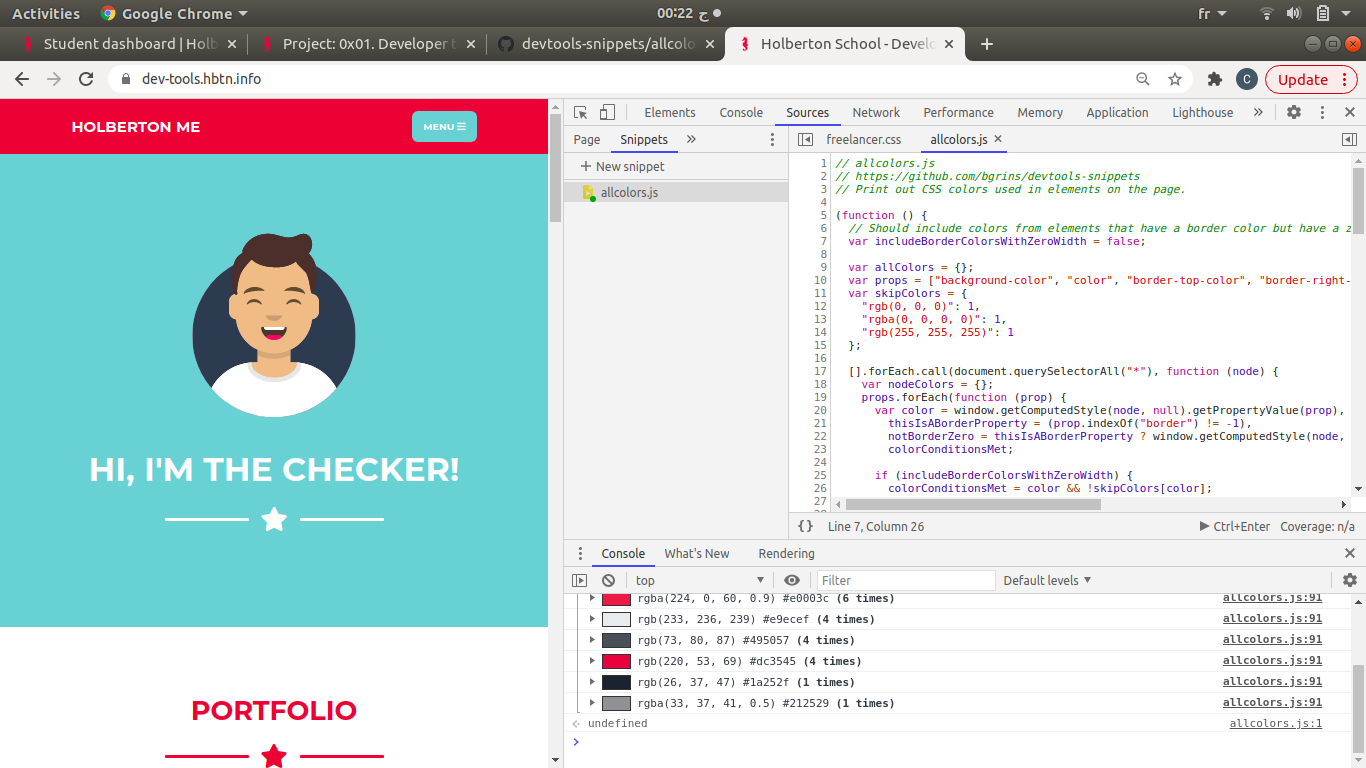 Activities Google Chrome 00:22 ح fr
Student dashboard | Holb Project: 0x01. Developer t devtools-snippets/allcolo Holberton School - Develo
dev-tools.hbtn.info C Update
HOLBERTON ME MENU
HI, I'M THE CHECKER!
PORTFOLIO
Elements Console Sources Network Performance Memory Application Lighthouse
Page Snippets freelancer.css allcolors.js
New snippet
allcolors.js
1 // allcolors.js
2 // https://github.com/bgrins/devtools-snippets
3 // Print out CSS colors used in elements on the page.
4
5 (function () {
6 // Should include colors from elements that have a border color but have a z
7 var includeBorderColorsWithZeroWidth = false;
8
9 var allColors = {};
10 var props = ["background-color", "color", "border-top-color", "border-right-
11 var skipColors = {
12 "rgb(0, 0, 0)": 1,
13 "rgba(0, 0, 0, 0)": 1,
14 "rgb(255, 255, 255)": 1
15 };
16
17 [].forEach.call(document.querySelectorAll("*"), function (node) {
18 var nodeColors = {};
19 props.forEach(function (prop) {
20 var color = window.getComputedStyle(node, null).getPropertyValue(prop),
21 thisIsABorderProperty = (prop.indexOf("border") != -1),
22 notBorderZero = thisIsABorderProperty ? window.getComputedStyle(node,
23 colorConditionsMet;
24
25 if (includeBorderColorsWithZeroWidth) {
26 colorConditionsMet = color && !skipColors[color];
27
{} Line 7, Column 26 Ctrl+Enter Coverage: n/a
Console What's New Rendering
top Filter Default levels
rgba(224, 0, 60, 0.9) #e0003c (6 times) allcolors.js:91
rgb(233, 236, 239) #e9ecef (4 times) allcolors.js:91
rgb(73, 80, 87) #495057 (4 times) allcolors.js:91
rgb(220, 53, 69) #dc3545 (4 times) allcolors.js:91
rgb(26, 37, 47) #1a252f (1 times) allcolors.js:91
rgba(33, 37, 41, 0.5) #212529 (1 times) allcolors.js:91
undefined allcolors.js:1